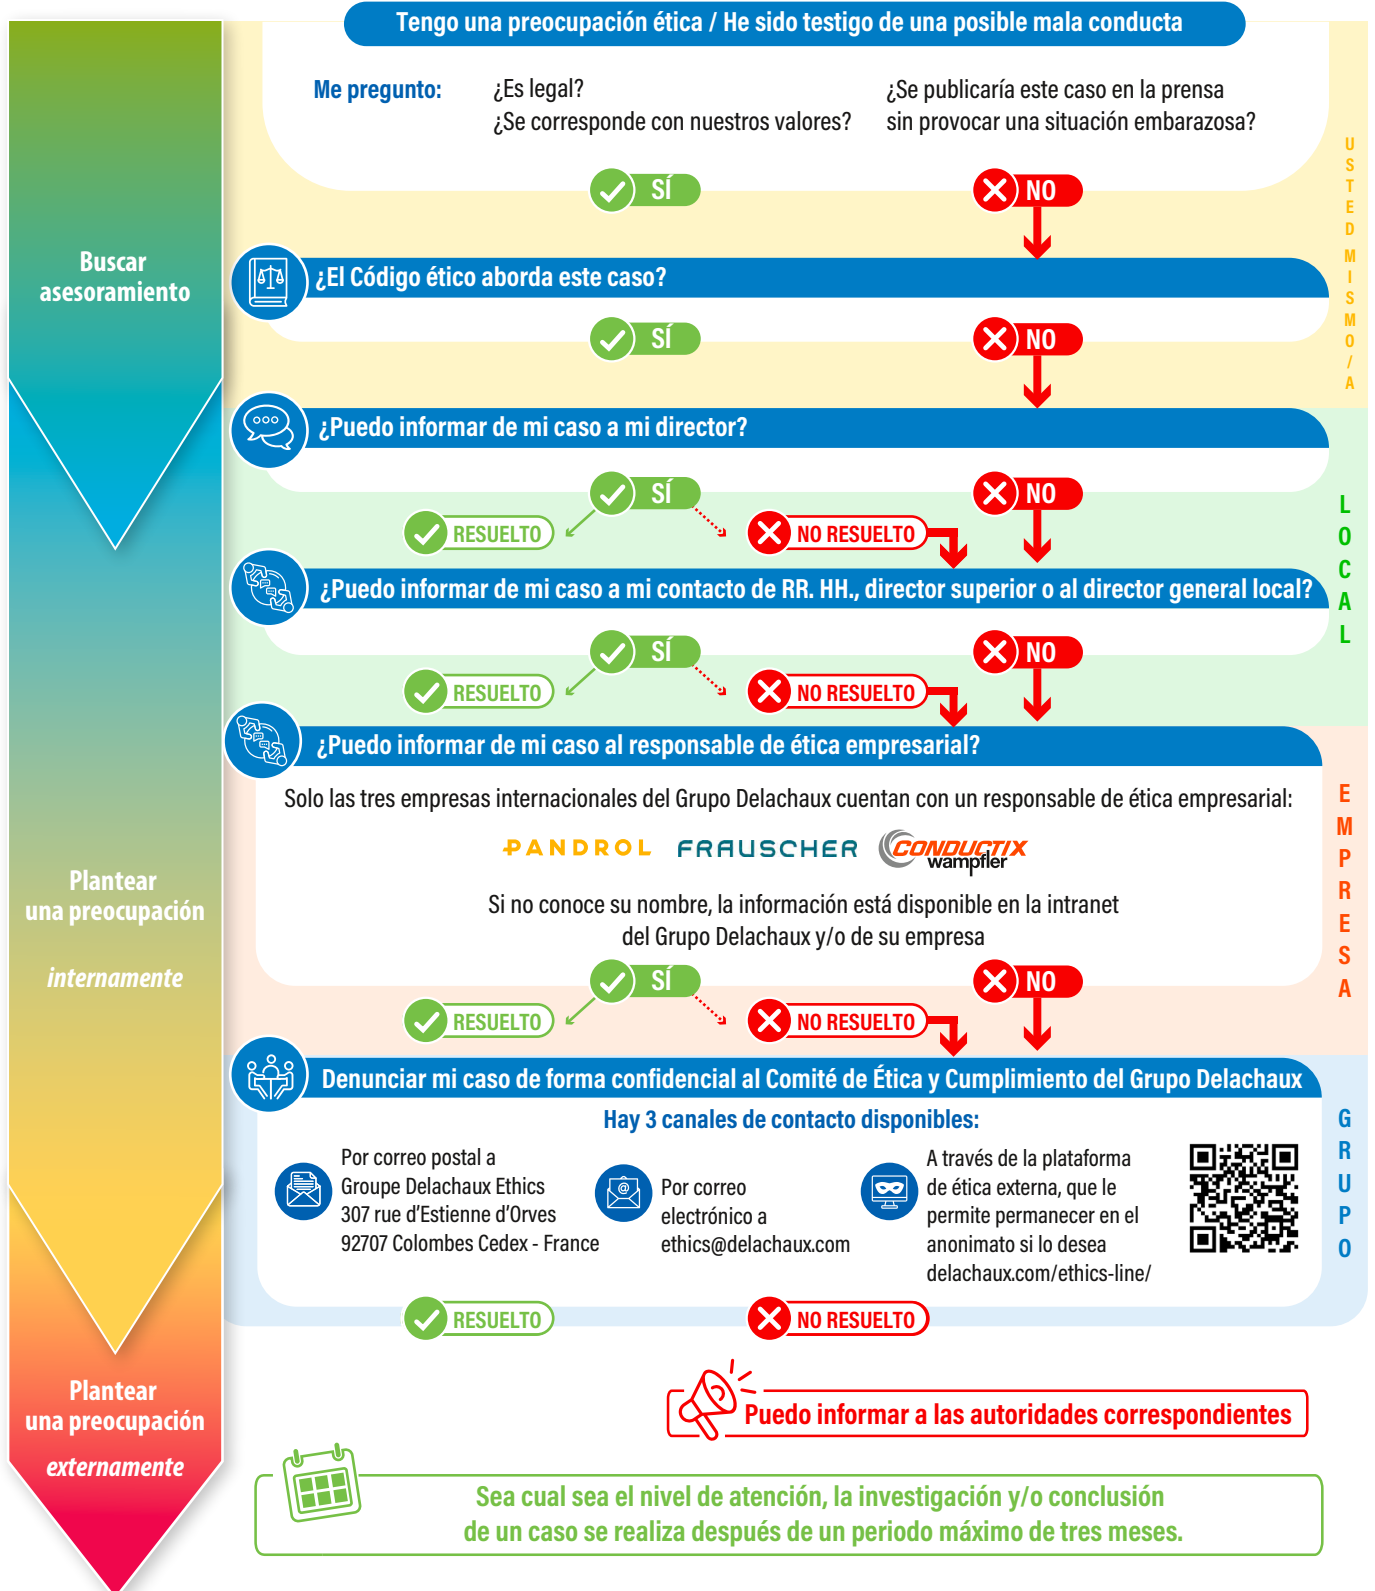 Tengo una preocupación ética / He sido testigo de una posible mala conducta
Me pregunto:
¿Es legal?
¿Se corresponde con nuestros valores?
¿Se publicaría este caso en la prensa
sin provocar una situación embarazosa?
SÍ
NO
USTED MISMO/A
Buscar
asesoramiento
¿El Código ético aborda este caso?
SÍ
NO
¿Puedo informar de mi caso a mi director?
SÍ
NO
RESUELTO
NO RESUELTO
LOCAL
¿Puedo informar de mi caso a mi contacto de RR. HH., director superior o al director general local?
SÍ
NO
RESUELTO
NO RESUELTO
¿Puedo informar de mi caso al responsable de ética empresarial?
Solo las tres empresas internacionales del Grupo Delachaux cuentan con un responsable de ética empresarial:
PANDROL
FRAUSCHER
CONDUCTIX
wampfler
Si no conoce su nombre, la información está disponible en la intranet
del Grupo Delachaux y/o de su empresa
EMPRESA
Plantear
una preocupación
internamente
SÍ
NO
RESUELTO
NO RESUELTO
Denunciar mi caso de forma confidencial al Comité de Ética y Cumplimiento del Grupo Delachaux
Hay 3 canales de contacto disponibles:
Por correo postal a
Groupe Delachaux Ethics
307 rue d'Estienne d'Orves
92707 Colombes Cedex - France
Por correo
electrónico a
ethics@delachaux.com
A través de la plataforma
de ética externa, que le
permite permanecer en el
anonimato si lo desea
delachaux.com/ethics-line/
GRUPO
RESUELTO
NO RESUELTO
Plantear
una preocupación
externamente
Puedo informar a las autoridades correspondientes
Sea cual sea el nivel de atención, la investigación y/o conclusión
de un caso se realiza después de un periodo máximo de tres meses.